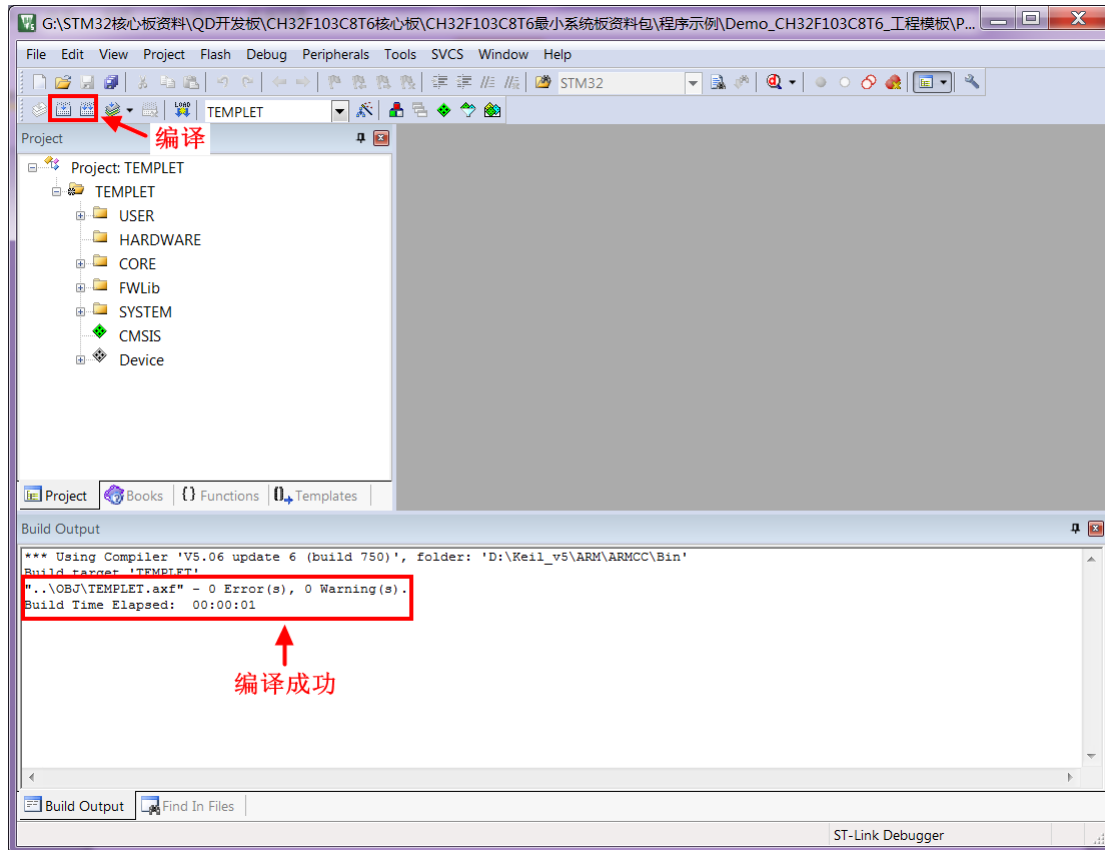 G:\STM32核心板资料\QD开发板\CH32F103C8T6核心板\CH32F103C8T6最小系统板资料包\程序示例\Demo_CH32F103C8T6_工程模板\P...
File Edit View Project Flash Debug Peripherals Tools SVCS Window Help
STM32
LOAD TEMPLET
编译
Project
Project: TEMPLET
TEMPLET
USER
HARDWARE
CORE
FWLib
SYSTEM
CMSIS
Device
Project Books {} Functions Templates
Build Output
*** Using Compiler 'V5.06 update 6 (build 750)', folder: 'D:\Keil_v5\ARM\ARMCC\Bin'
Build target 'TEMPLET'
"..\OBJ\TEMPLET.axf" - 0 Error(s), 0 Warning(s).
Build Time Elapsed:  00:00:01
编译成功
Build Output Find In Files
ST-Link Debugger